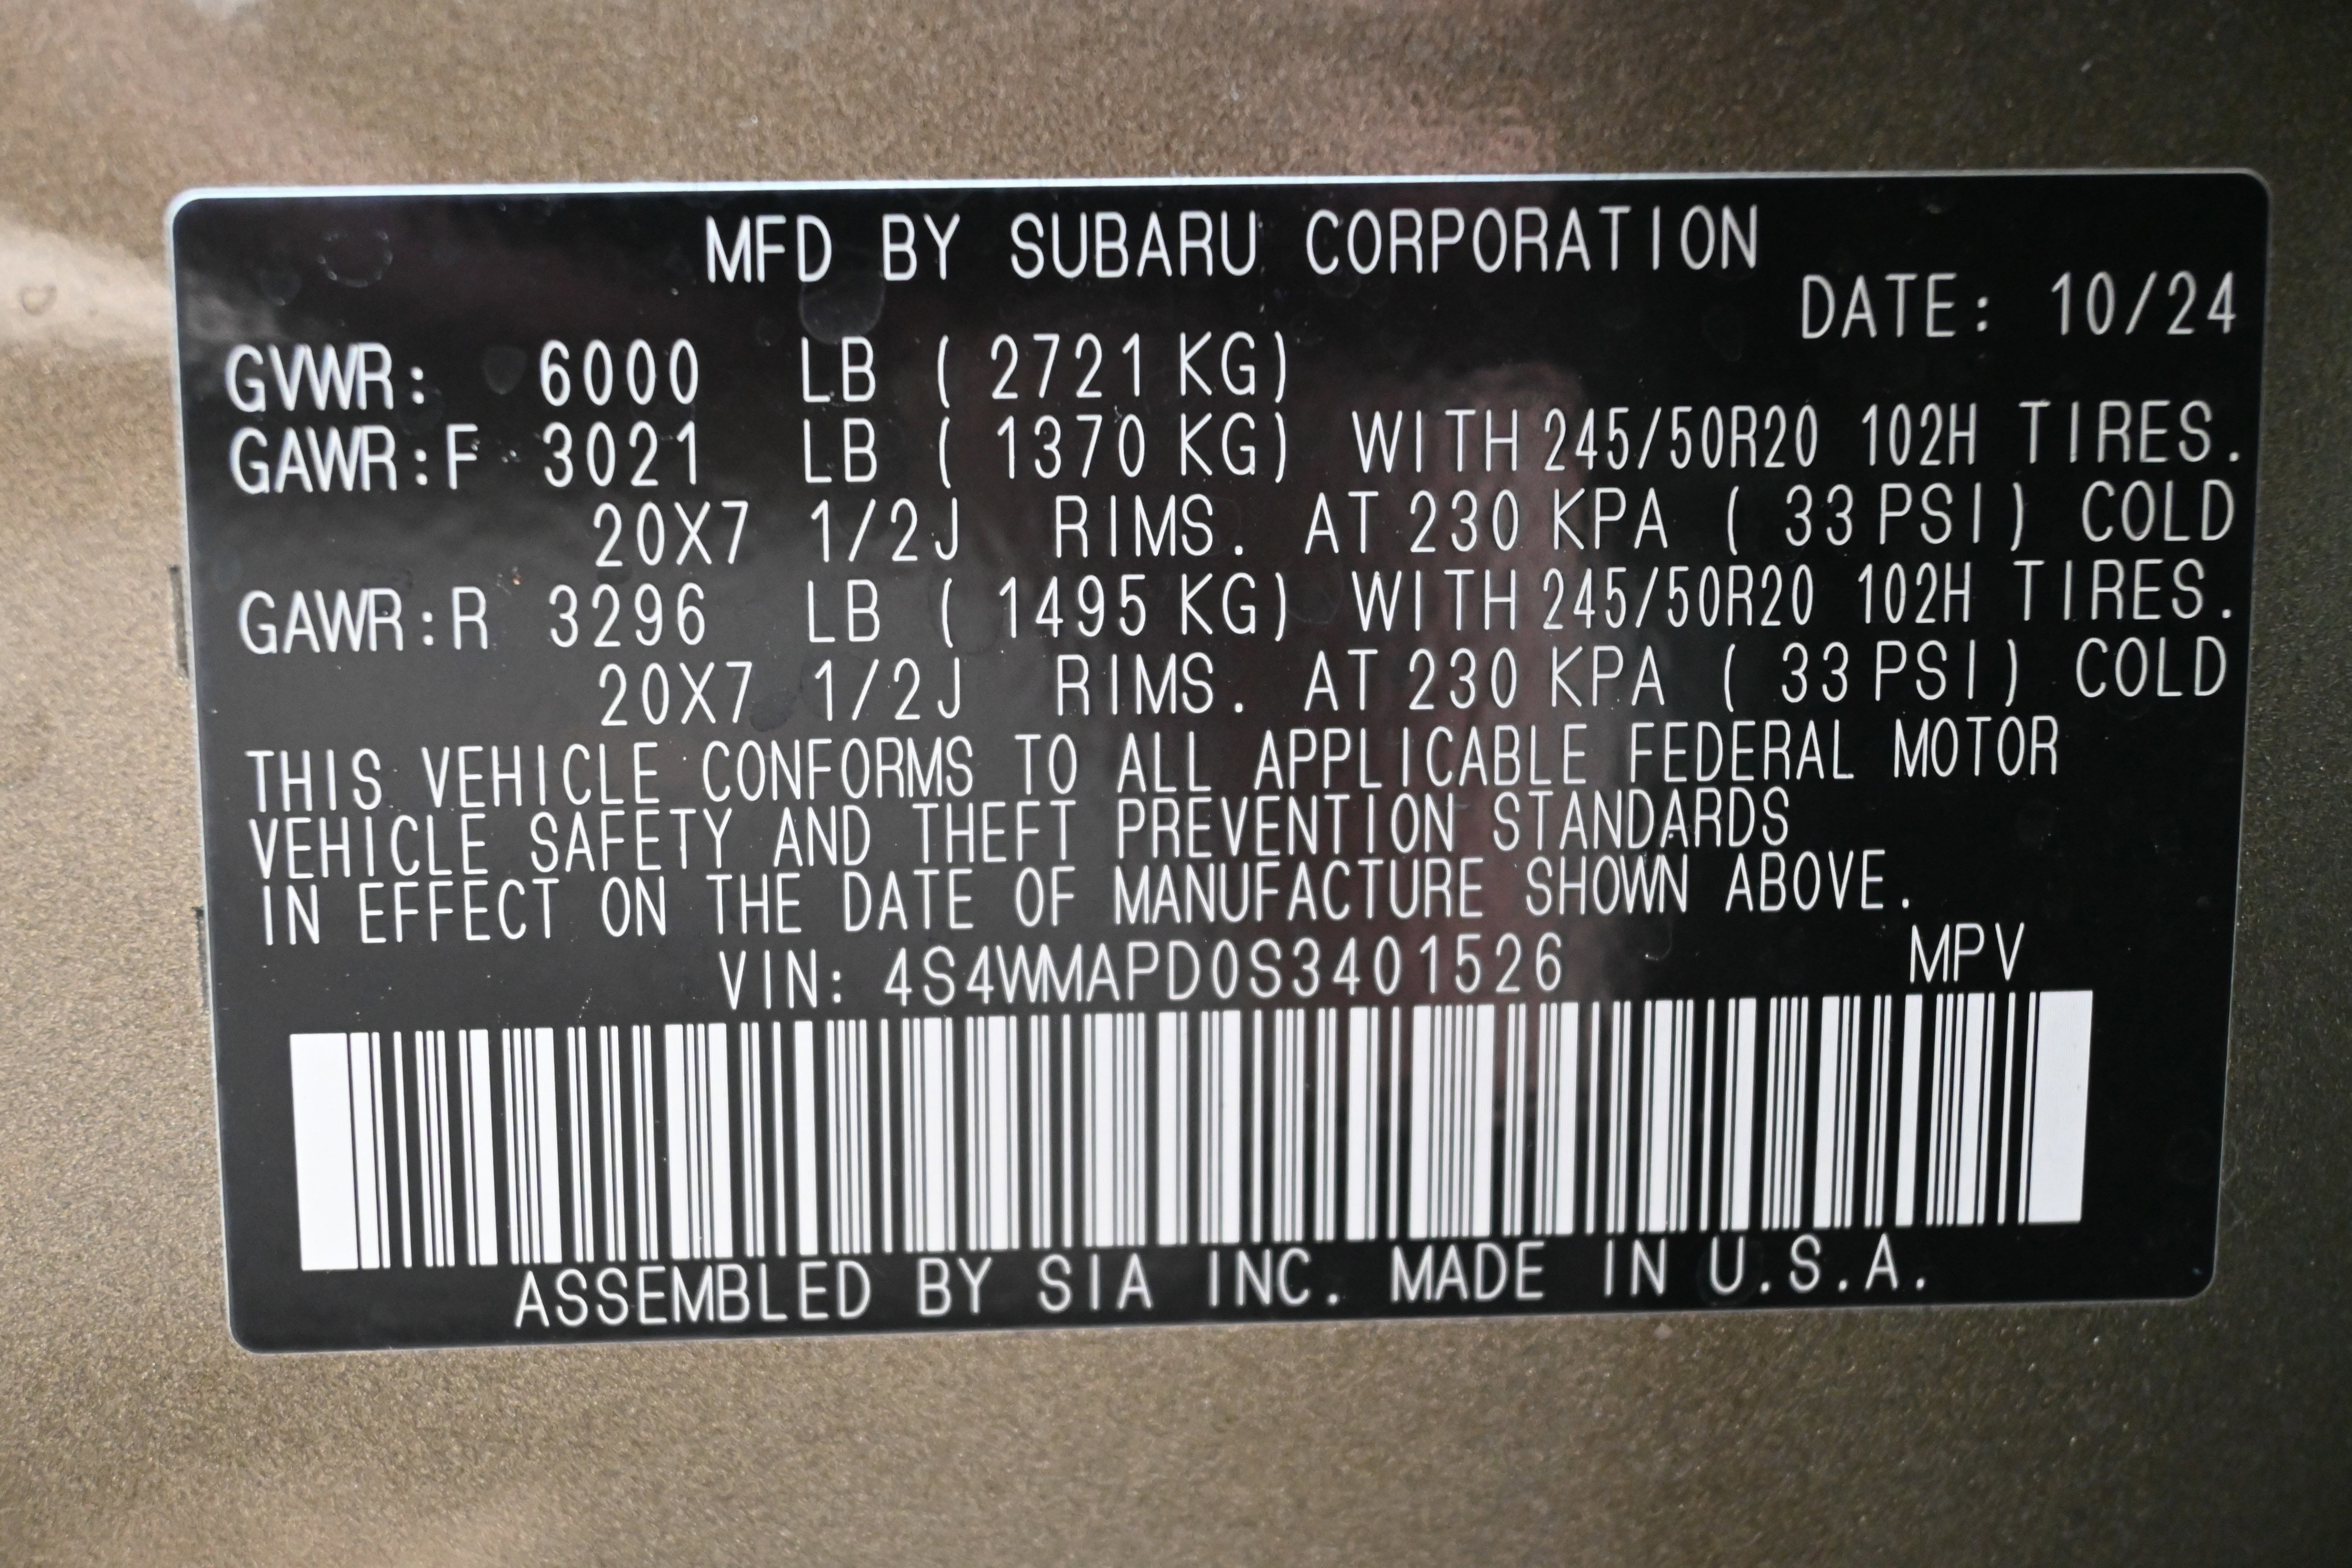 MFD BY SUBARU CORPORATION
DATE: 10/24
GVWR: 6000 LB ( 2721 KG)
GAWR:F 3021 LB ( 1370 KG) WITH 245/50R20 102H TIRES.
20X7 1/2J RIMS. AT 230 KPA ( 33 PSI) COLD
GAWR:R 3296 LB ( 1495 KG) WITH 245/50R20 102H TIRES.
20X7 1/2J RIMS. AT 230 KPA ( 33 PSI) COLD
THIS VEHICLE CONFORMS TO ALL APPLICABLE FEDERAL MOTOR
VEHICLE SAFETY AND THEFT PREVENTION STANDARDS
IN EFFECT ON THE DATE OF MANUFACTURE SHOWN ABOVE.
VIN: 4S4WMAPD0S3401526 MPV
ASSEMBLED BY SIA INC. MADE IN U.S.A.